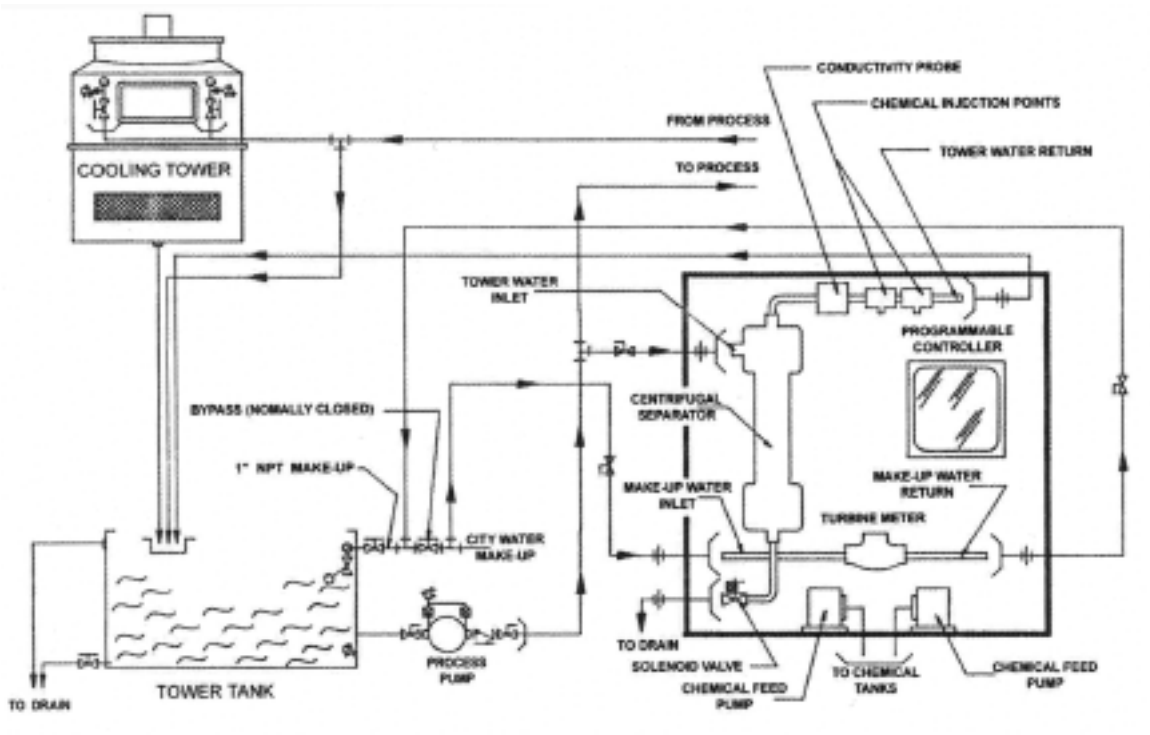 CONDUCTIVITY PROBE
CHEMICAL INJECTION POINTS
FROM PROCESS
TOWER WATER RETURN
TO PROCESS
COOLING TOWER
TOWER WATER
INLET
PROGRAMMABLE
CONTROLLER
CENTRIFUGAL
SEPARATOR
BYPASS (NOMALLY CLOSED)
1" NPT MAKE-UP
MAKE-UP WATER
INLET
MAKE-UP WATER
RETURN
TURBINE METER
CITY WATER
MAKE-UP
TO DRAIN
SOLENOID VALVE
PROCESS
PUMP
CHEMICAL FEED
PUMP
TO CHEMICAL
TANKS
CHEMICAL FEED
PUMP
TOWER TANK
TO DRAIN